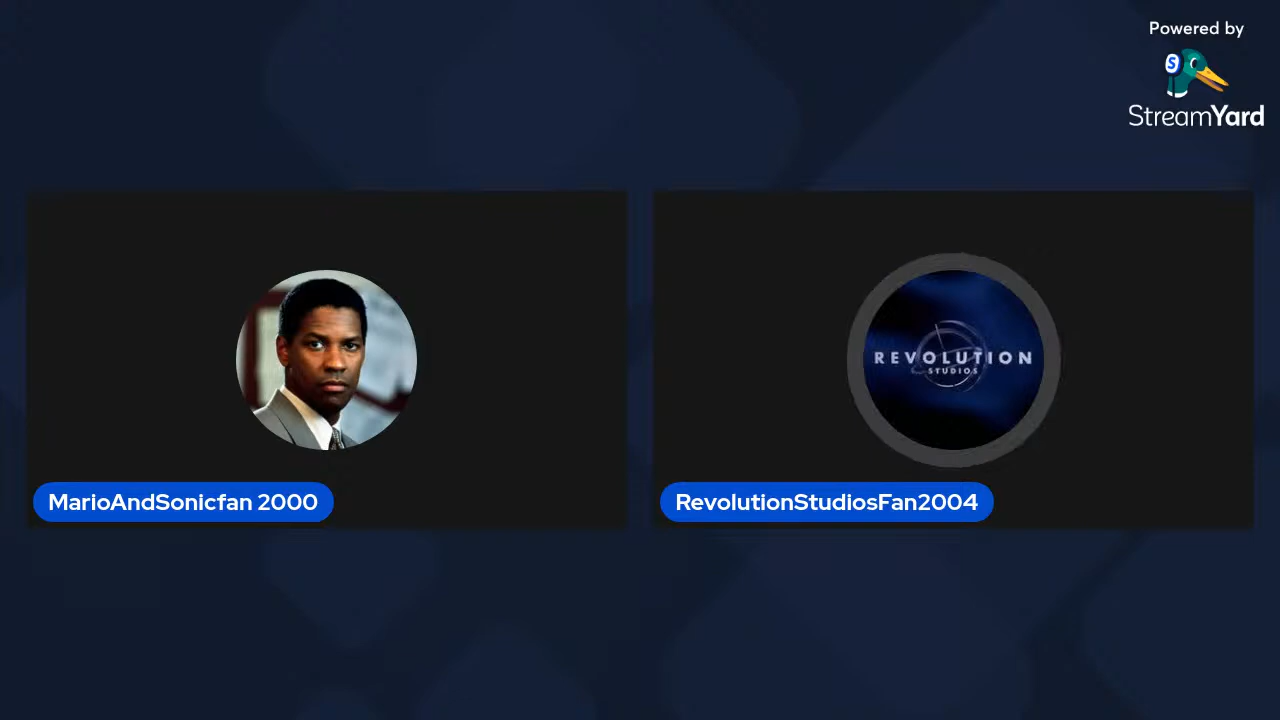 Powered by
StreamYard
REVOLUTION
STUDIOS
MarioAndSonicfan 2000
RevolutionStudiosFan2004